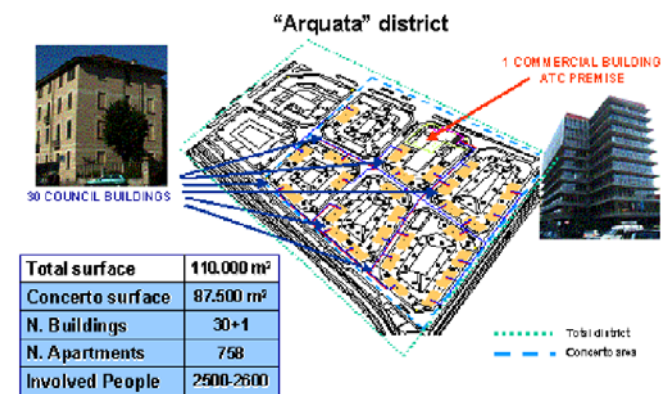 “Arquata” district
1 COMMERCIAL BUILDING
ATC PREMISE
30 COUNCIL BUILDINGS
Total surface 110.000 m²
Concerto surface 87.500 m²
N. Buildings 30+1
N. Apartments 758
Involved People 2500-2600
Total district
Concerto area